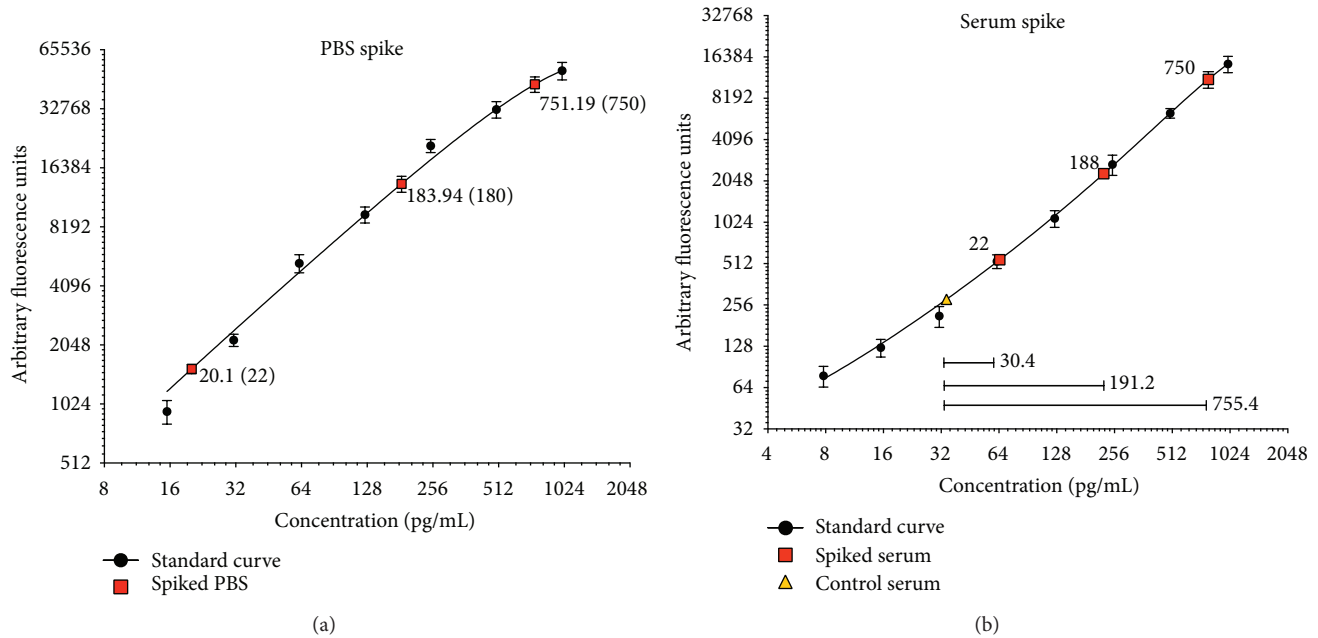 PBS spike
65536
32768
16384
8192
4096
2048
1024
512
Arbitrary fluorescence units
751.19 (750)
183.94 (180)
20.1 (22)
8 16 32 64 128 256 512 1024 2048
Concentration (pg/mL)
Standard curve
Spiked PBS
(a)
Serum spike
32768
16384
8192
4096
2048
1024
512
256
128
64
32
Arbitrary fluorescence units
750
188
22
30.4
191.2
755.4
4 8 16 32 64 128 256 512 1024 2048
Concentration (pg/mL)
Standard curve
Spiked serum
Control serum
(b)